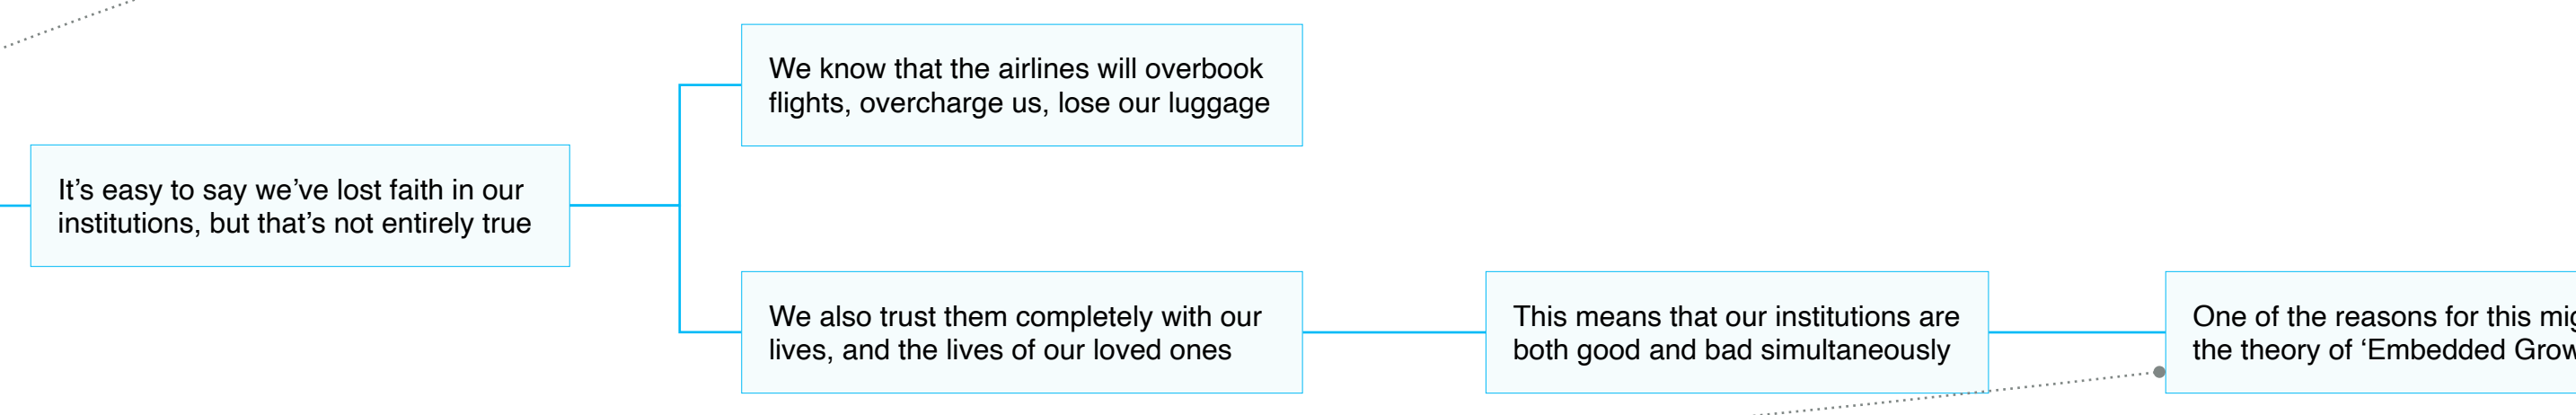 We know that the airlines will overbook
flights, overcharge us, lose our luggage
It’s easy to say we’ve lost faith in our
institutions, but that’s not entirely true
We also trust them completely with our
lives, and the lives of our loved ones
This means that our institutions are
both good and bad simultaneously
One of the reasons for this
the theory of ‘Embedded